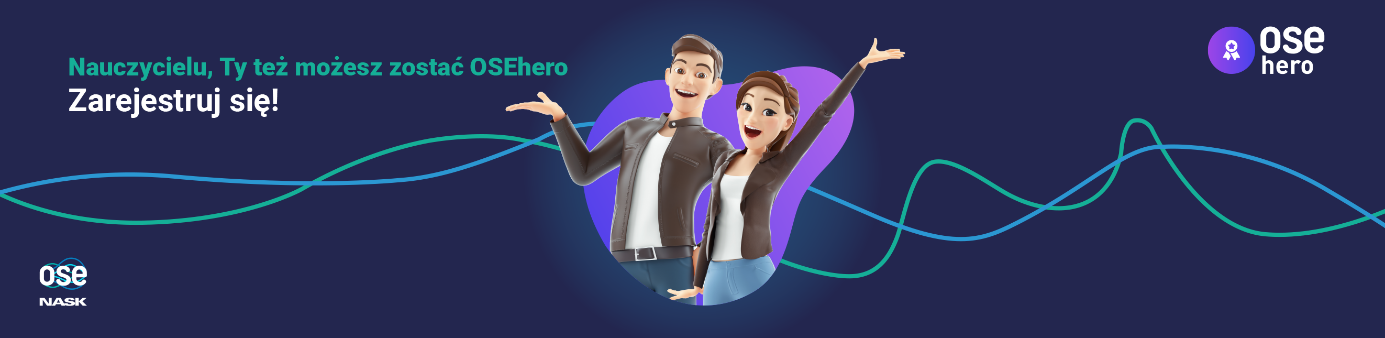 Nauczycielu, Ty też możesz zostać OSEhero
Zarejestruj się!
ose
hero
ose
NASK